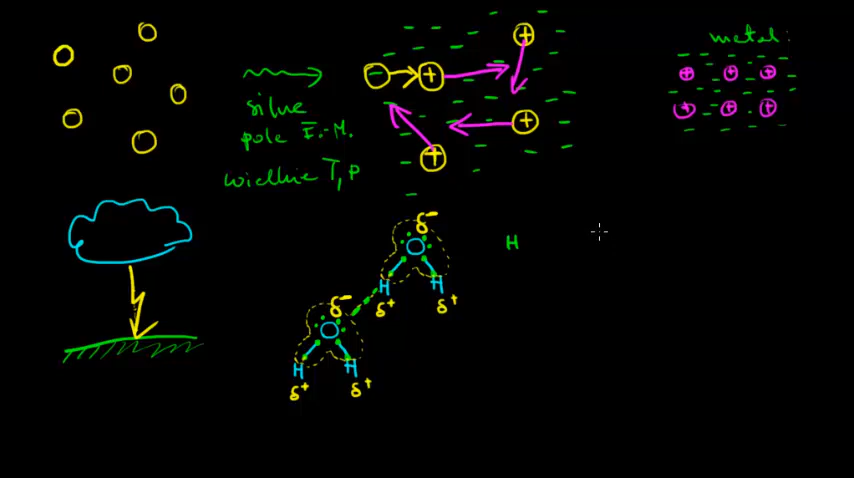 metal:
silne
pole E.-M.
wielkie T, P
δ-
H
H H
δ+ δ+
δ-
H H
δ+ δ+